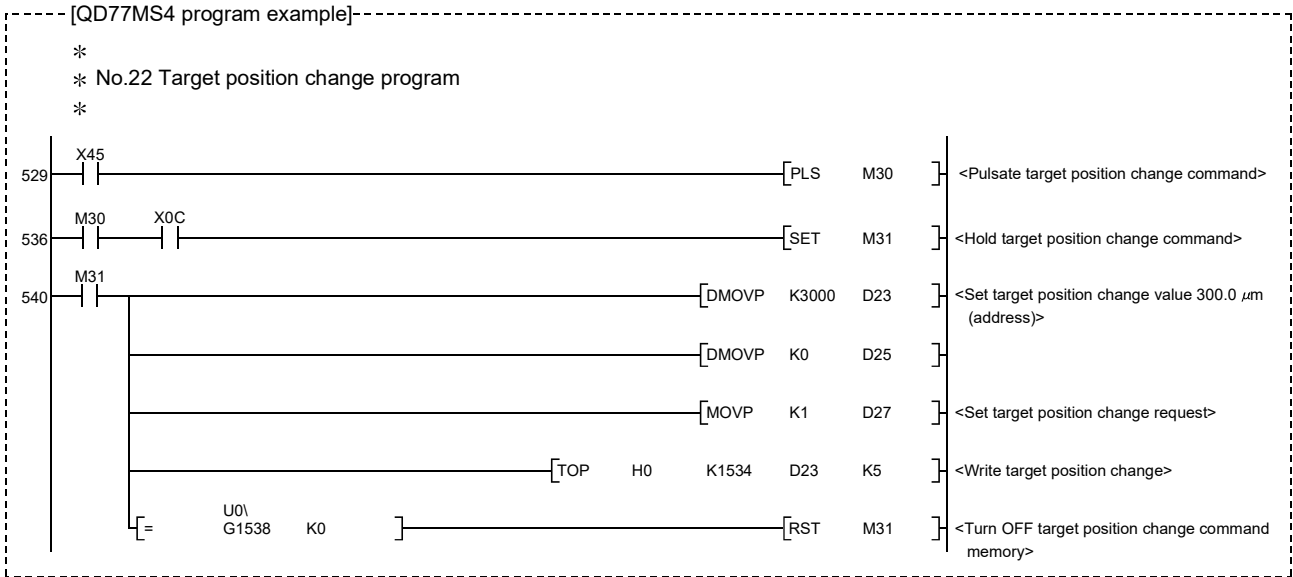 [QD77MS4 program example]
*
* No.22 Target position change program
*
X45
529 PLS M30 <Pulsate target position change command>
M30 X0C
536 SET M31 <Hold target position change command>
M31
540 DMOVP K3000 D23 <Set target position change value 300.0 μm
(address)>
DMOVP K0 D25
MOVP K1 D27 <Set target position change request>
TOP H0 K1534 D23 K5 <Write target position change>
U0\
= G1538 K0 RST M31 <Turn OFF target position change command
memory>